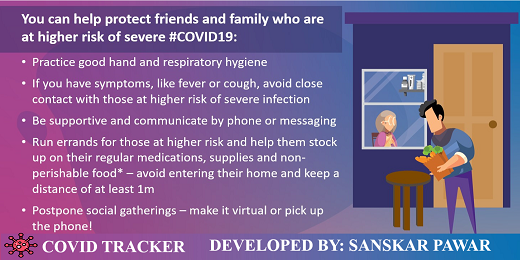 You can help protect friends and family who are
at higher risk of severe #COVID19:
• Practice good hand and respiratory hygiene
• If you have symptoms, like fever or cough, avoid close
contact with those at higher risk of severe infection
• Be supportive and communicate by phone or messaging
• Run errands for those at higher risk and help them stock
up on their regular medications, supplies and non-
perishable food* – avoid entering their home and keep a
distance of at least 1m
• Postpone social gatherings – make it virtual or pick up
the phone!
COVID TRACKER DEVELOPED BY: SANSKAR PAWAR